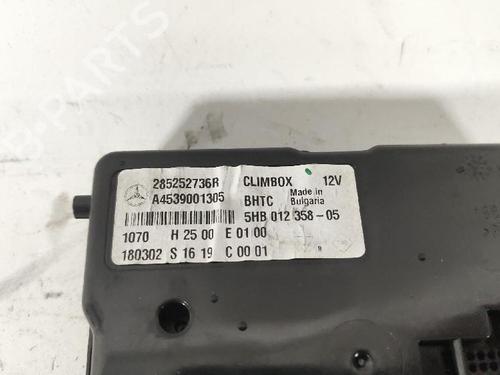 B-PARTS
285252736R CLIMBOX 12V
A4539001305 BHTC Made in
Bulgaria
5HB 012 358-05
1070 H 25 00 E 01 00
180302 S 16 19 C 00 01